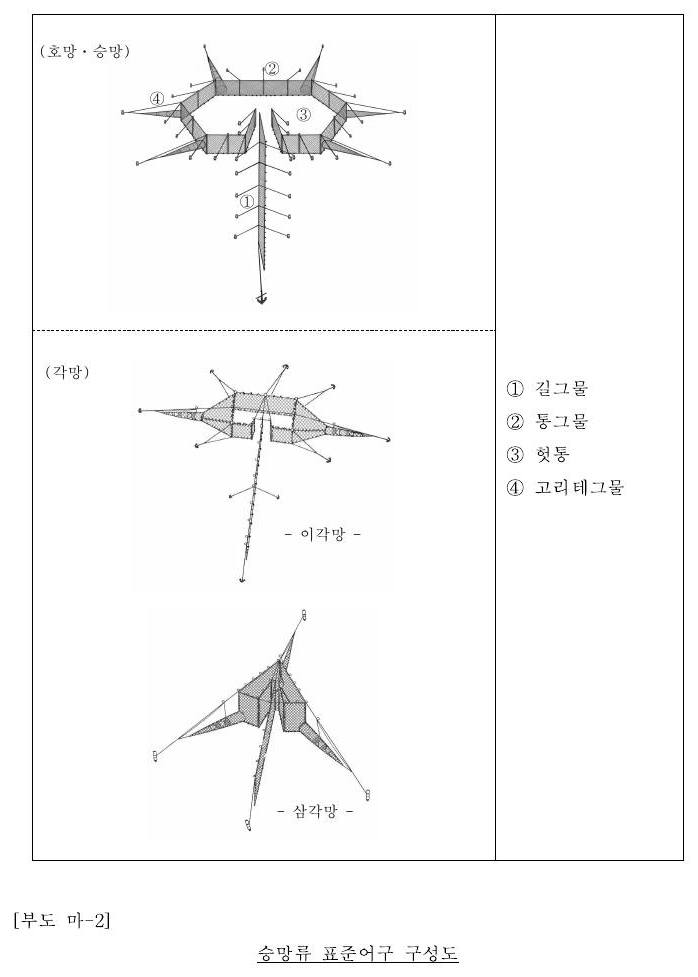 (호망·승망)
②
④
③
①
(각망)
- 이각망 -
- 삼각망 -
① 길그물
② 통그물
③ 헛통
④ 고리테그물
[부도 마-2]
승망류 표준어구 구성도